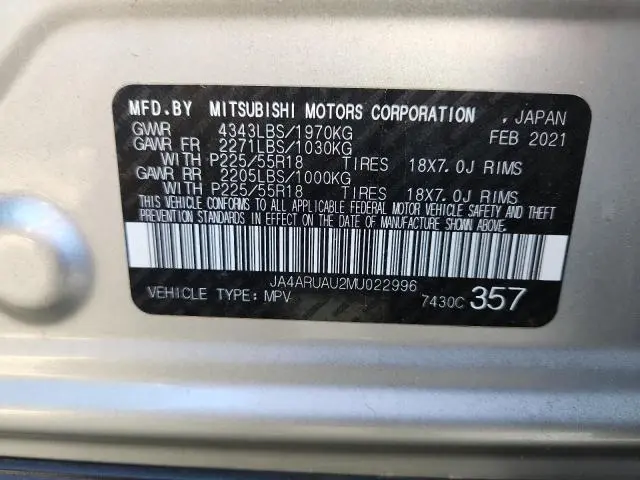 MFD.BY MITSUBISHI MOTORS CORPORATION , JAPAN
GVWR 4343LBS/1970KG FEB 2021
GAWR FR 2271LBS/1030KG
WITH P225/55R18 TIRES 18X7.0J RIMS
GAWR RR 2205LBS/1000KG
WITH P225/55R18 TIRES 18X7.0J RIMS
THIS VEHICLE CONFORMS TO ALL APPLICABLE FEDERAL MOTOR VEHICLE SAFETY AND THEFT
PREVENTION STANDARDS IN EFFECT ON THE DATE OF MANUFACTURE SHOWN ABOVE.
JA4ARUAU2MU022996
VEHICLE TYPE: MPV 7430C 357